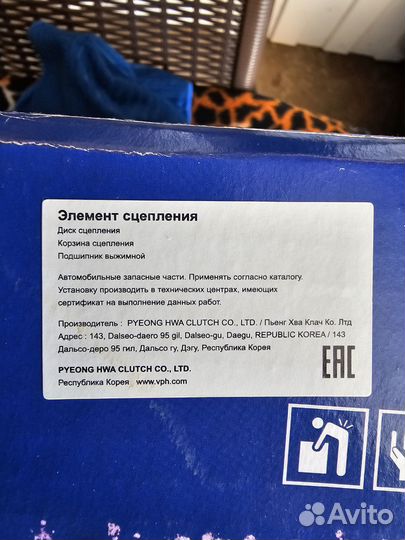 Элемент сцепления
Диск сцепления
Корзина сцепления
Подшипник выжимной
Автомобильные запасные части. Применять согласно каталогу.
Установку производить в технических центрах, имеющих
сертификат на выполнение данных работ.
Производитель : PYEONG HWA CLUTCH CO., LTD. / Пьенг Хва Клач Ко. Лтд
Адрес : 143, Dalseo-daero 95 gil, Dalseo-gu, Daegu, REPUBLIC KOREA / 143
Дальсо-деро 95 гил, Дальсо гу, Дэгу, Республика Корея
PYEONG HWA CLUTCH CO., LTD.
Республика Корея www.vph.com
EAC
Avito